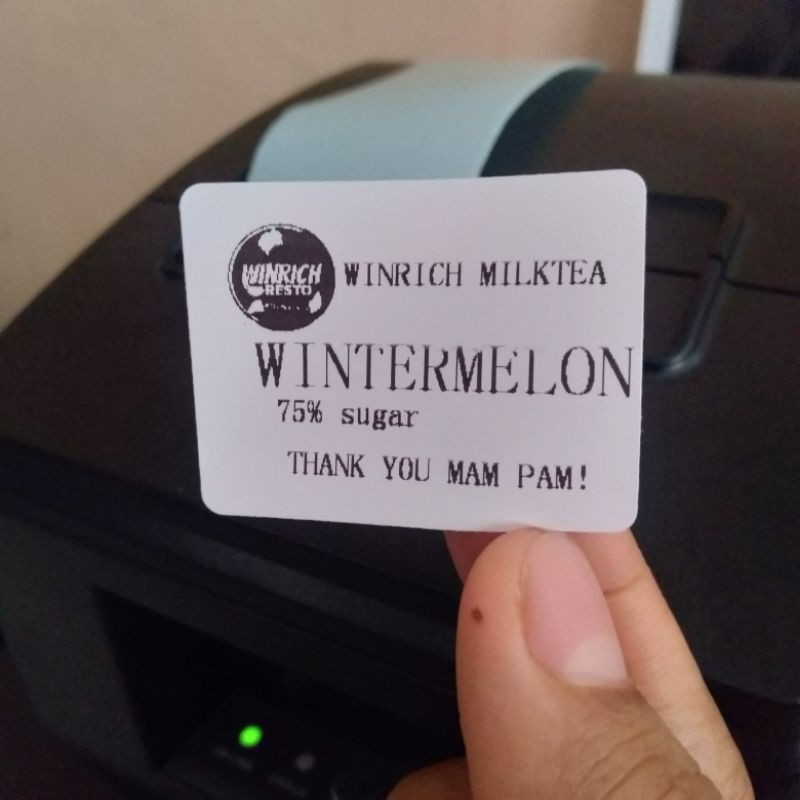 WINRICH
RESTO
WINRICH MILKTEA
WINTERMELON
75% sugar
THANK YOU MAM PAM!